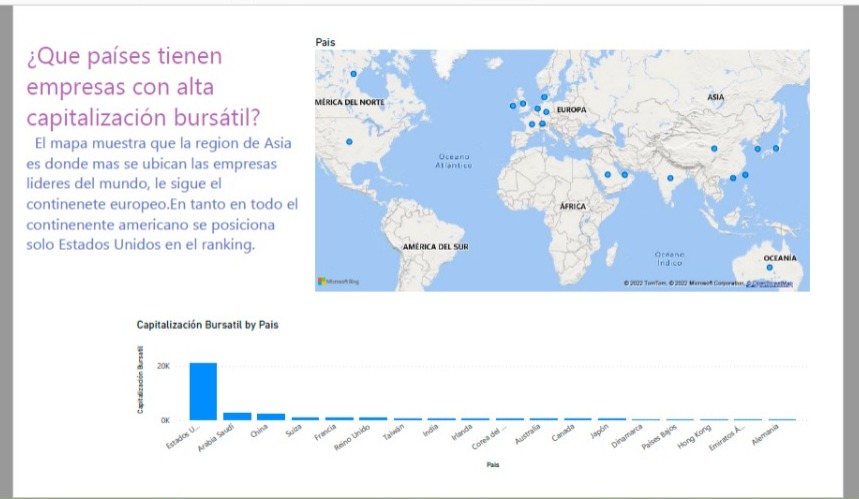 ¿Que países tienen
empresas con alta
capitalización bursátil?
El mapa muestra que la region de Asia
es donde mas se ubican las empresas
lideres del mundo, le sigue el
continenete europeo.En tanto en todo el
continenente americano se posiciona
solo Estados Unidos en el ranking.
Pais
MÉRICA DEL NORTE
EUROPA
ASIA
Océano
Atlántico
ÁFRICA
AMÉRICA DEL SUR
Océano
Índico
OCEANÍA
Microsoft Bing
© 2022 TomTom, © 2022 Microsoft Corporation, © OpenStreetMap
Capitalización Bursatil by Pais
Capitalización Bursatil
20K
0K
Estados U...
Arabia Saudí
China
Suiza
Francia
Reino Unido
Taiwán
India
Irlanda
Corea del ...
Australia
Canada
Japón
Dinamarca
Países Bajos
Hong Kong
Emiratos Á...
Alemania
Pais